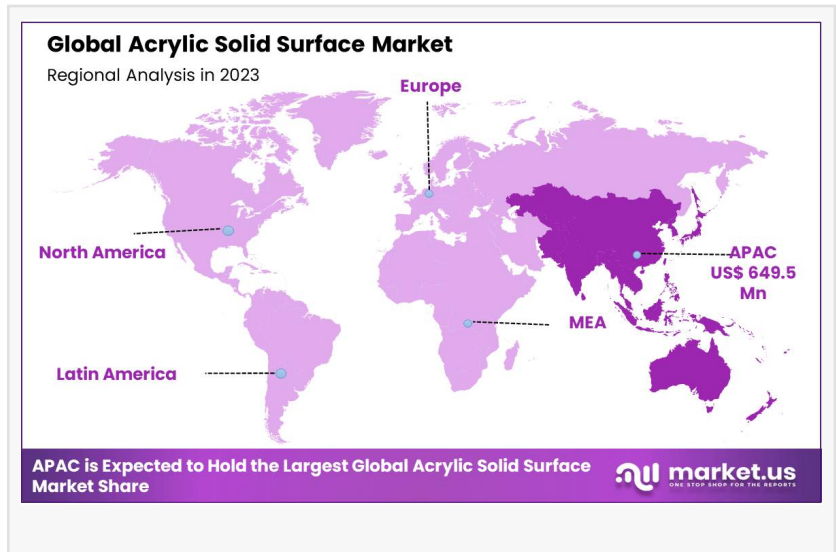 Global Acrylic Solid Surface Market
Regional Analysis in 2023
Europe
North America
APAC
US$ 649.5
Mn
MEA
Latin America
APAC is Expected to Hold the Largest Global Acrylic Solid Surface
Market Share
market.us
ONE STOP SHOP FOR THE REPORTS